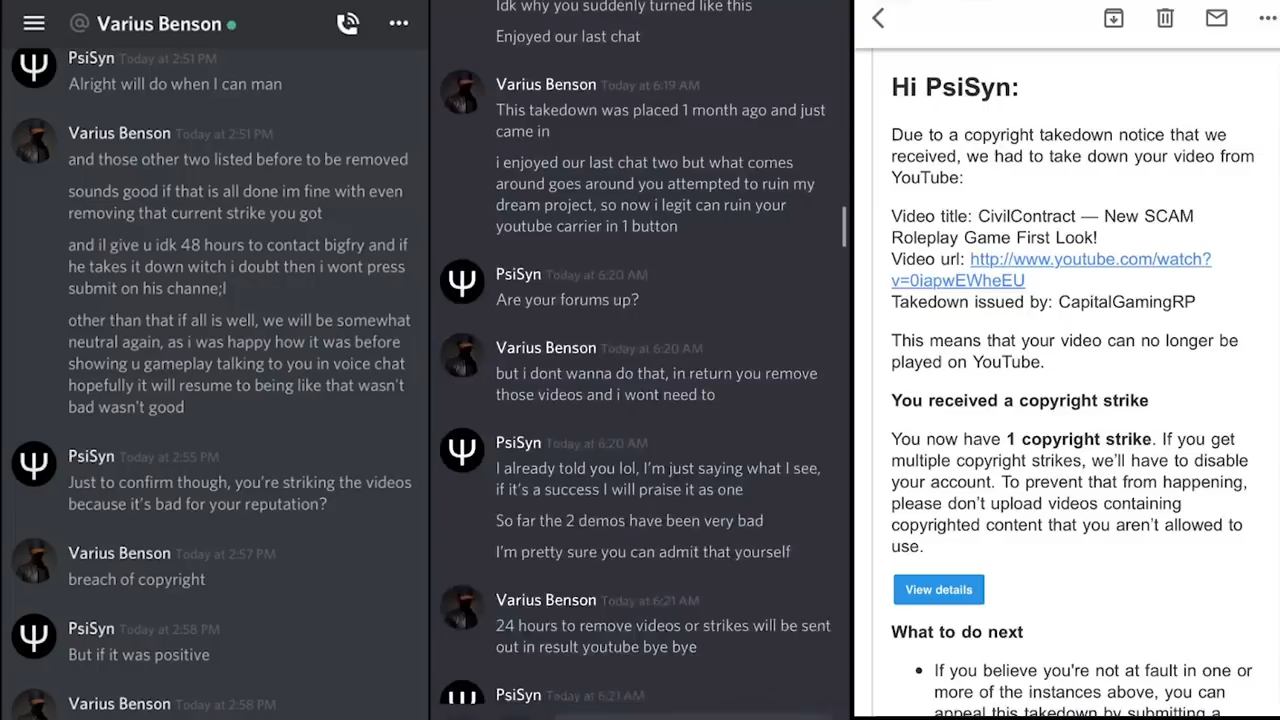 @ Varius Benson
PsiSyn Today at 2:51 PM
Alright will do when I can man
Varius Benson Today at 2:51 PM
and those other two listed before to be removed
sounds good if that is all done im fine with even
removing that current strike you got
and il give u idk 48 hours to contact bigfry and if
he takes it down witch i doubt then i wont press
submit on his channe;l
other than that if all is well, we will be somewhat
neutral again, as i was happy how it was before
showing u gameplay talking to you in voice chat
hopefully it will resume to being like that wasn't
bad wasn't good
PsiSyn Today at 2:55 PM
Just to confirm though, you're striking the videos
because it's bad for your reputation?
Varius Benson Today at 2:57 PM
breach of copyright
PsiSyn Today at 2:58 PM
But if it was positive
Varius Benson Today at 2:58 PM
Idk why you suddenly turned like this
Enjoyed our last chat
Varius Benson Today at 6:19 AM
This takedown was placed 1 month ago and just
came in
i enjoyed our last chat two but what comes
around goes around you attempted to ruin my
dream project, so now i legit can ruin your
youtube carrier in 1 button
PsiSyn Today at 6:20 AM
Are your forums up?
Varius Benson Today at 6:20 AM
but i dont wanna do that, in return you remove
those videos and i wont need to
PsiSyn Today at 6:20 AM
I already told you lol, I'm just saying what I see,
if it's a success I will praise it as one
So far the 2 demos have been very bad
I'm pretty sure you can admit that yourself
Varius Benson Today at 6:21 AM
24 hours to remove videos or strikes will be sent
out in result youtube bye bye
PsiSyn Today at 6:21 AM
Hi PsiSyn:
Due to a copyright takedown notice that we
received, we had to take down your video from
YouTube:
Video title: CivilContract — New SCAM
Roleplay Game First Look!
Video url: http://www.youtube.com/watch?
v=0iapwEWheEU
Takedown issued by: CapitalGamingRP
This means that your video can no longer be
played on YouTube.
You received a copyright strike
You now have 1 copyright strike. If you get
multiple copyright strikes, we'll have to disable
your account. To prevent that from happening,
please don't upload videos containing
copyrighted content that you aren't allowed to
use.
View details
What to do next
• If you believe you're not at fault in one or
more of the instances above, you can
appeal this takedown by submitting a